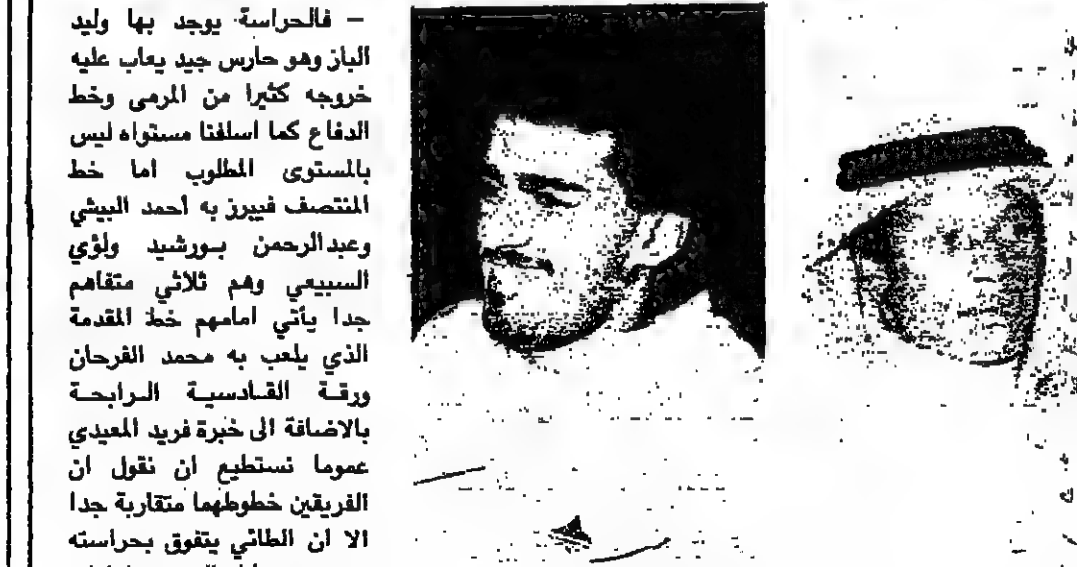 – فالحراسة يوجد بها وليد
الباز وهو حارس جيد يعاب عليه
خروجه كثيرا من المرمى وخط
الدفاع كما اسلفنا مستواه ليس
بالمستوى المطلوب اما خط
المنتصف فيبرز به أحمد البيشي
وعبدالرحمن بورشيد ولؤي
السبيعي وهم ثلاثي متفاهم
جدا يأتي امامهم خط المقدمة
الذي يلعب به محمد الفرحان
ورقة القادسية الرابحة
بالاضافة الى خبرة فريد المعيدي
عموما نستطيع ان نقول ان
الفريقين خطوطهما متقاربة جدا
الا ان الطائي يتفوق بحراسته